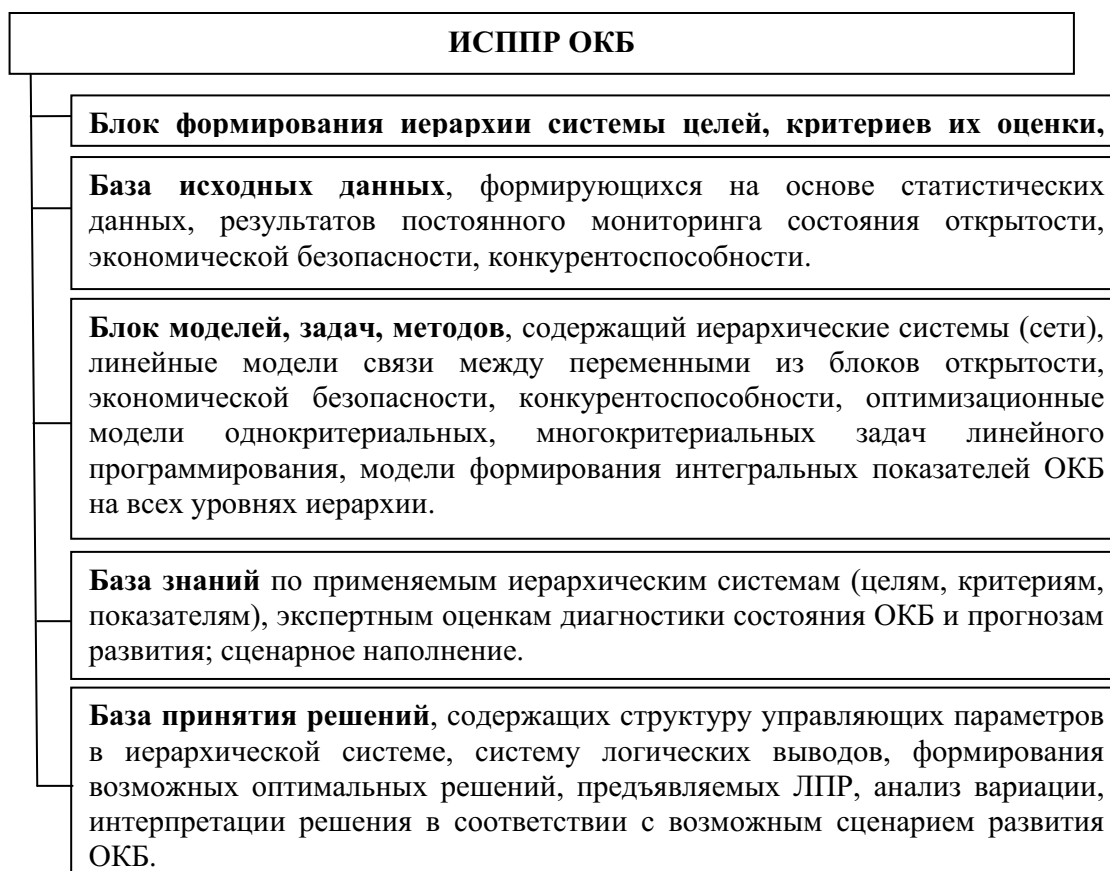 ИСППР ОКБ
Блок формирования иерархии системы целей, критериев их оценки,
База исходных данных, формирующихся на основе статистических
данных, результатов постоянного мониторинга состояния открытости,
экономической безопасности, конкурентоспособности.
Блок моделей, задач, методов, содержащий иерархические системы (сети),
линейные модели связи между переменными из блоков открытости,
экономической безопасности, конкурентоспособности, оптимизационные
модели однокритериальных, многокритериальных задач линейного
программирования, модели формирования интегральных показателей ОКБ
на всех уровнях иерархии.
База знаний по применяемым иерархическим системам (целям, критериям,
показателям), экспертным оценкам диагностики состояния ОКБ и прогнозам
развития; сценарное наполнение.
База принятия решений, содержащих структуру управляющих параметров
в иерархической системе, систему логических выводов, формирования
возможных оптимальных решений, предъявляемых ЛПР, анализ вариации,
интерпретации решения в соответствии с возможным сценарием развития
ОКБ.